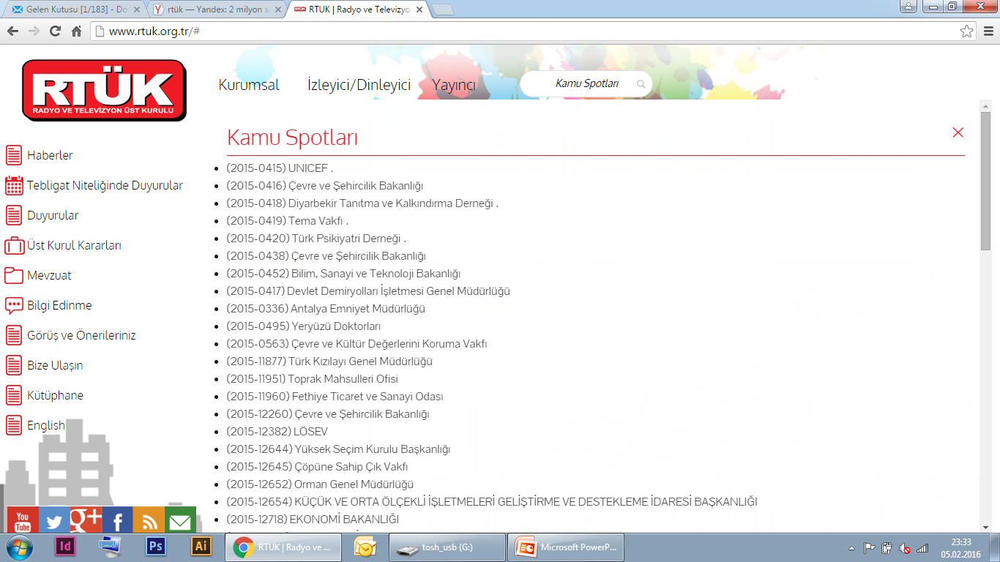 Gelen Kutusu [1/183] - Do
rtük — Yandex: 2 milyon s
RTUK | Radyo ve Televizyo
www.rtuk.org.tr/#
RTÜK
RADYO VE TELEVİZYON ÜST KURULU
Kurumsal
İzleyici/Dinleyici
Yayıncı
Kamu Spotları
Haberler
Tebligat Niteliğinde Duyurular
Duyurular
Üst Kurul Kararları
Mevzuat
Bilgi Edinme
Görüş ve Önerileriniz
Bize Ulaşın
Kütüphane
English
You
Tube
g+
f
Kamu Spotları
(2015-0415) UNICEF .
(2015-0416) Çevre ve Şehircilik Bakanlığı
(2015-0418) Diyarbekir Tanıtma ve Kalkındırma Derneği .
(2015-0419) Tema Vakfı .
(2015-0420) Türk Psikiyatri Derneği .
(2015-0438) Çevre ve Şehircilik Bakanlığı
(2015-0452) Bilim, Sanayi ve Teknoloji Bakanlığı
(2015-0417) Devlet Demiryolları İşletmesi Genel Müdürlüğü
(2015-0336) Antalya Emniyet Müdürlüğü
(2015-0495) Yeryüzü Doktorları
(2015-0563) Çevre ve Kültür Değerlerini Koruma Vakfı
(2015-11877) Türk Kızılayı Genel Müdürlüğü
(2015-11951) Toprak Mahsulleri Ofisi
(2015-11960) Fethiye Ticaret ve Sanayi Odası
(2015-12260) Çevre ve Şehircilik Bakanlığı
(2015-12382) LÖSEV
(2015-12644) Yüksek Seçim Kurulu Başkanlığı
(2015-12645) Çöpüne Sahip Çık Vakfı
(2015-12652) Orman Genel Müdürlüğü
(2015-12654) KÜÇÜK VE ORTA ÖLÇEKLİ İŞLETMELERİ GELİŞTİRME VE DESTEKLEME İDARESİ BAŞKANLIĞI
(2015-12718) EKONOMİ BAKANLIĞI
Id
Ps
Ai
RTUK | Radyo ve ...
tosh_usb (G:)
Microsoft PowerP...
23:33
05.02.2016